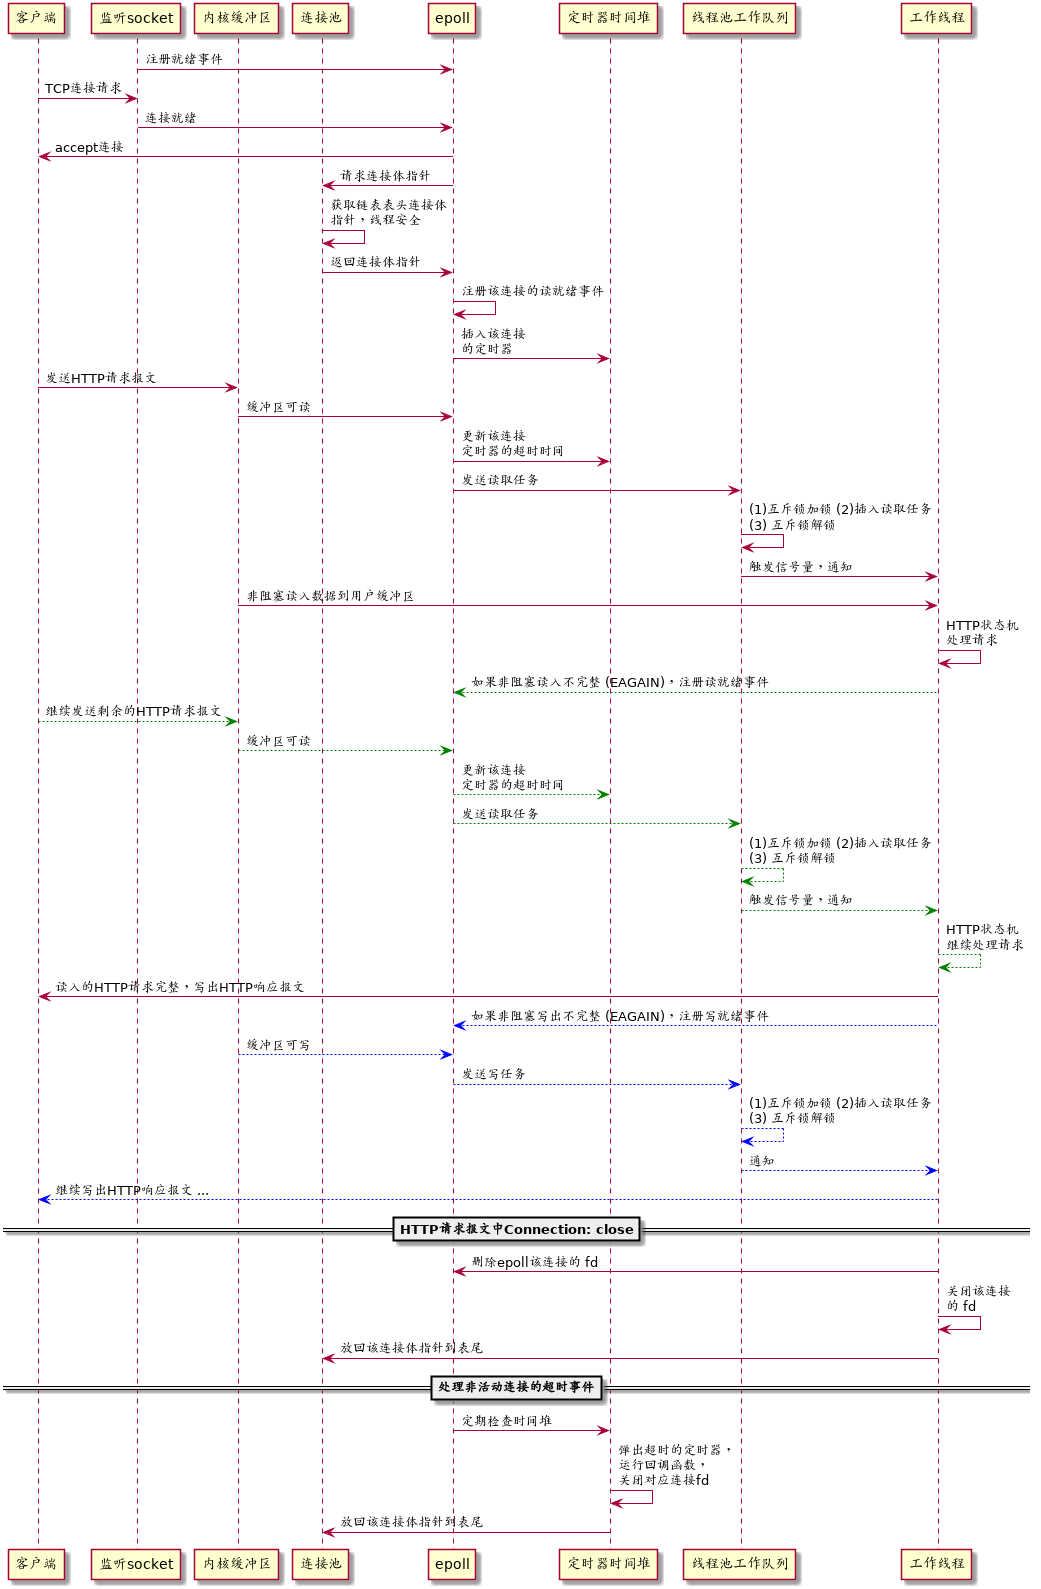 客户端 监听socket 内核缓冲区 连接池 epoll 定时器时间堆 线程池工作队列 工作线程
注册就绪事件
TCP连接请求
连接就绪
accept连接
请求连接体指针
获取链表表头连接体
指针，线程安全
返回连接体指针
注册该连接的读就绪事件
插入该连接
的定时器
发送HTTP请求报文
缓冲区可读
更新该连接
定时器的超时时间
发送读取任务
(1)互斥锁加锁 (2)插入读取任务
(3) 互斥锁解锁
触发信号量，通知
非阻塞读入数据到用户缓冲区
HTTP状态机
处理请求
如果非阻塞读入不完整 (EAGAIN)，注册读就绪事件
继续发送剩余的HTTP请求报文
缓冲区可读
更新该连接
定时器的超时时间
发送读取任务
(1)互斥锁加锁 (2)插入读取任务
(3) 互斥锁解锁
触发信号量，通知
HTTP状态机
继续处理请求
读入的HTTP请求完整，写出HTTP响应报文
如果非阻塞写出不完整 (EAGAIN)，注册写就绪事件
缓冲区可写
发送写任务
(1)互斥锁加锁 (2)插入读取任务
(3) 互斥锁解锁
通知
继续写出HTTP响应报文 ...
HTTP请求报文中Connection: close
删除epoll该连接的 fd
关闭该连接
的 fd
放回该连接体指针到表尾
处理非活动连接的超时事件
定期检查时间堆
弹出超时的定时器，
运行回调函数，
关闭对应连接fd
放回该连接体指针到表尾
客户端 监听socket 内核缓冲区 连接池 epoll 定时器时间堆 线程池工作队列 工作线程